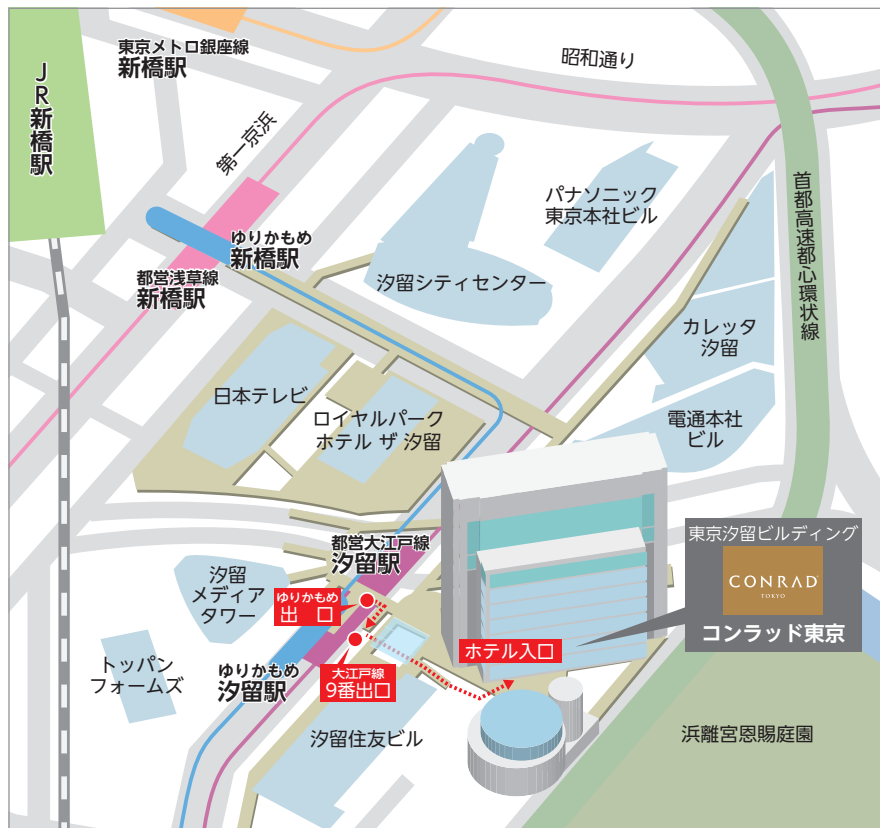 東京メトロ銀座線
新橋駅
昭和通り
JR新橋駅
第一京浜
パナソニック
東京本社ビル
首都高速都心環状線
ゆりかもめ
新橋駅
都営浅草線
新橋駅
汐留シティセンター
カレッタ
汐留
日本テレビ
ロイヤルパーク
ホテル ザ 汐留
電通本社
ビル
東京汐留ビルディング
CONRAD
TOKYO
コンラッド東京
都営大江戸線
汐留駅
汐留
メディア
タワー
ゆりかもめ
出 口
ホテル入口
トッパン
フォームズ
ゆりかもめ
汐留駅
大江戸線
9番出口
汐留住友ビル
浜離宮恩賜庭園